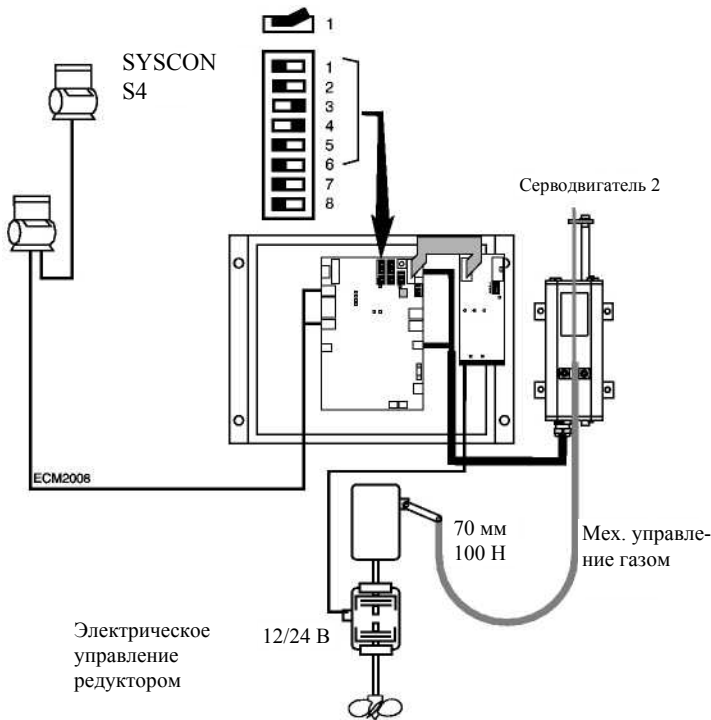 1
SYSCON
S4
1
2
3
4
5
6
7
8
Серводвигатель 2
ECM2008
70 мм
100 Н
Мех. управле-
ние газом
12/24 В
Электрическое
управление
редуктором